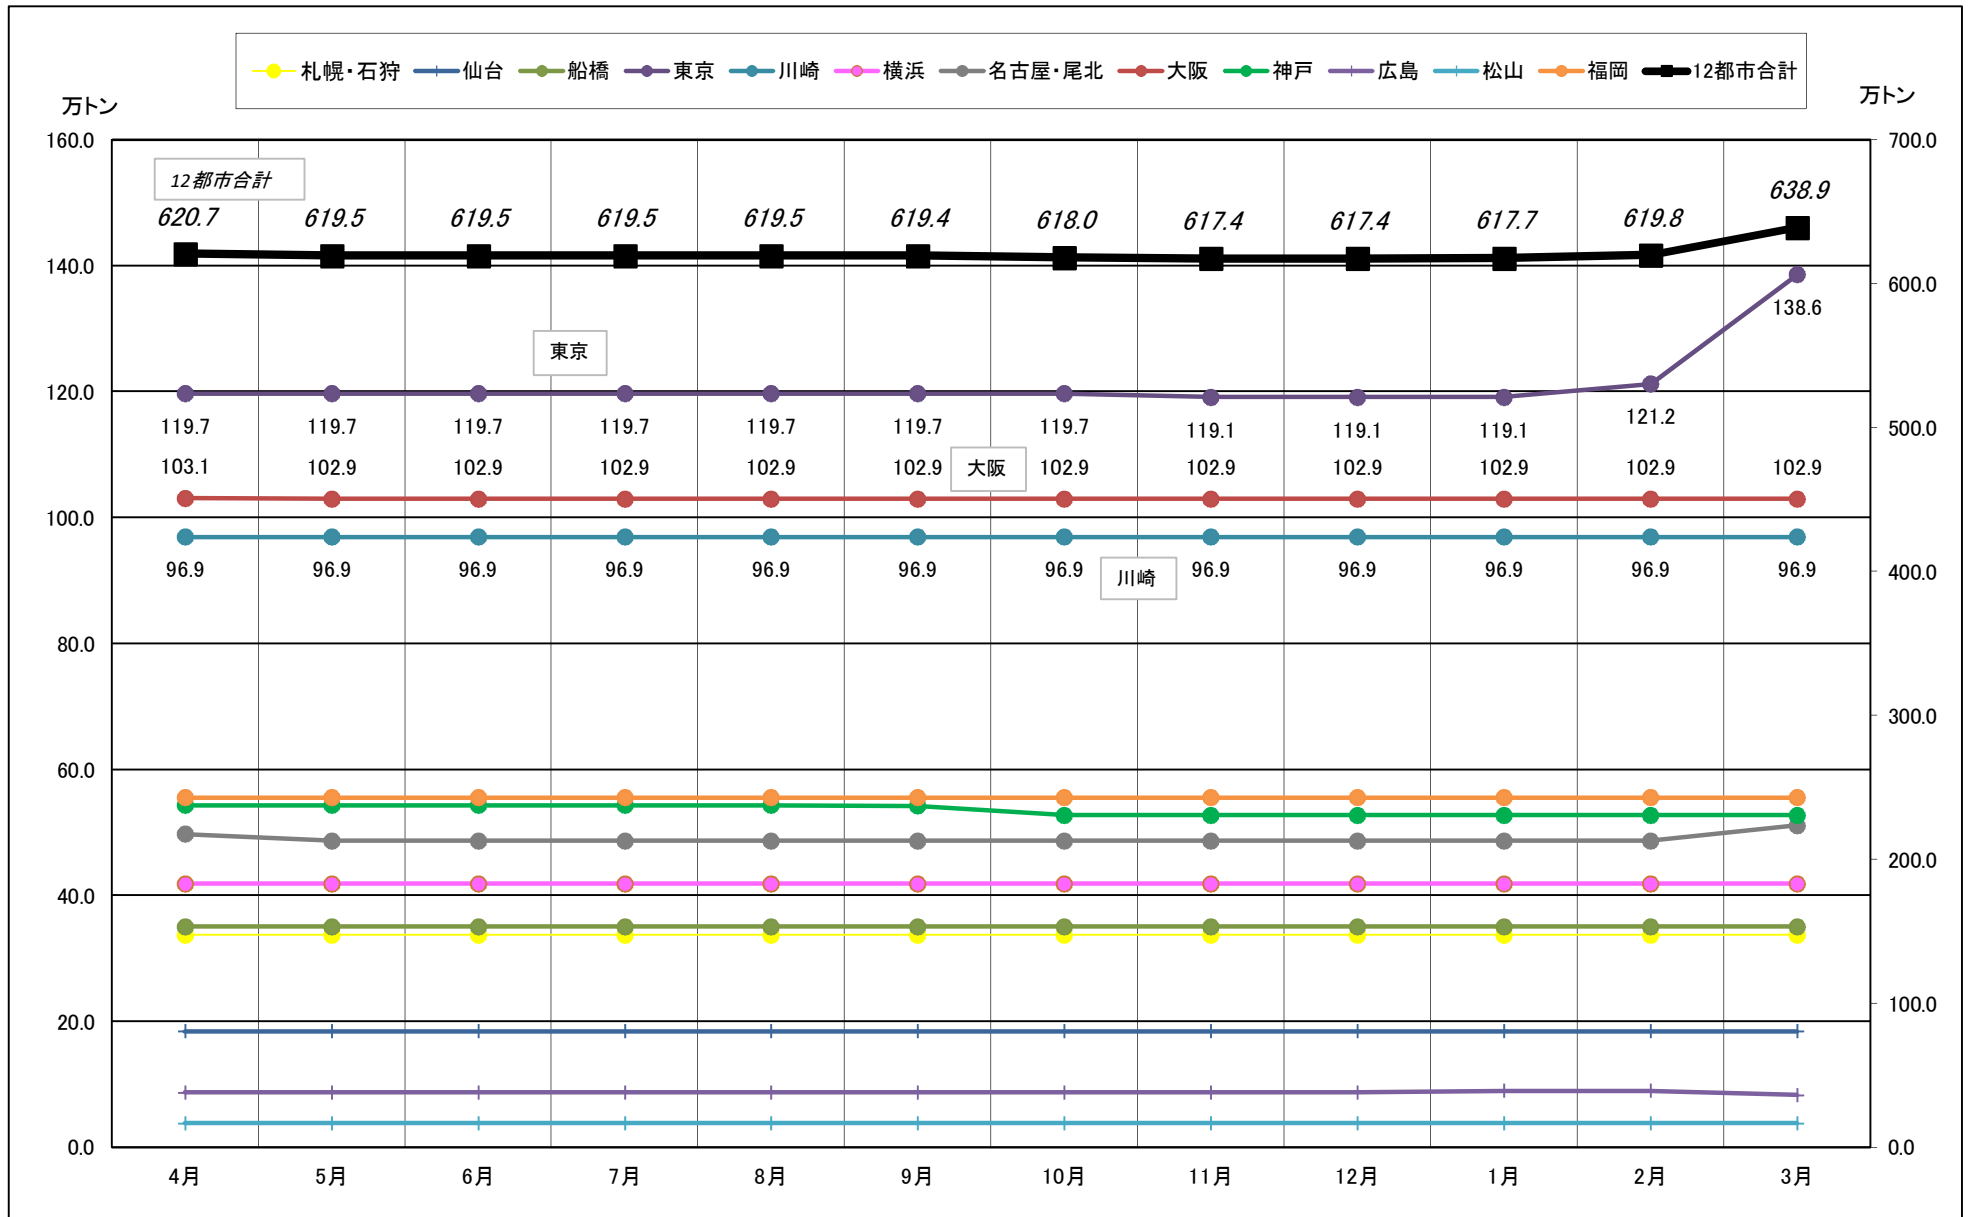 札幌・石狩 仙台 船橋 東京 川崎 横浜 名古屋・尾北 大阪 神戸 広島 松山 福岡 12都市合計
万トン 万トン
160.0 700.0
12都市合計
620.7 619.5 619.5 619.5 619.5 619.4 618.0 617.4 617.4 617.7 619.8 638.9
140.0
600.0
138.6
東京
120.0
119.7 119.7 119.7 119.7 119.7 119.7 119.7 119.1 119.1 119.1 121.2
500.0
103.1 102.9 102.9 102.9 102.9 102.9 大阪 102.9 102.9 102.9 102.9 102.9 102.9
100.0
96.9 96.9 96.9 96.9 96.9 96.9 96.9 川崎 96.9 96.9 96.9 96.9 96.9
400.0
80.0
300.0
60.0
200.0
40.0
100.0
20.0
0.0 0.0
4月 5月 6月 7月 8月 9月 10月 11月 12月 1月 2月 3月